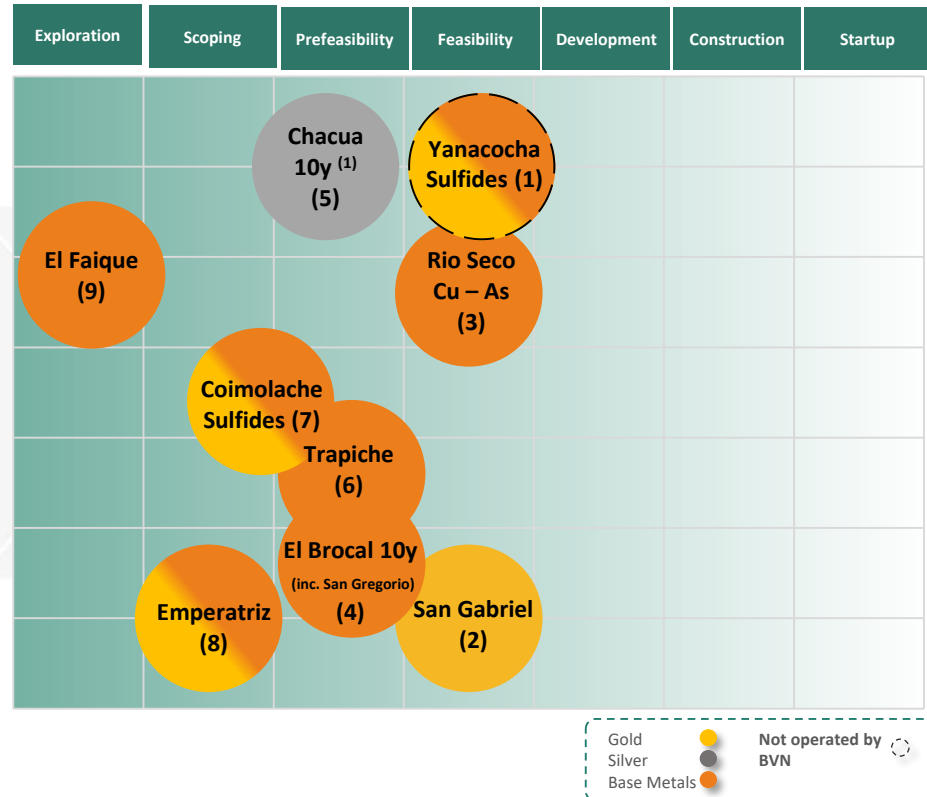 Exploration
Scoping
Prefeasibility
Feasibility
Development
Construction
Startup
Chacua
10y (1)
(5)
Yanacocha
Sulfides (1)
El Faique
(9)
Rio Seco
Cu – As
(3)
Coimolache
Sulfides (7)
Trapiche
(6)
El Brocal 10y
(inc. San Gregorio)
(4)
Emperatriz
(8)
San Gabriel
(2)
Gold
Silver
Base Metals
Not operated by
BVN